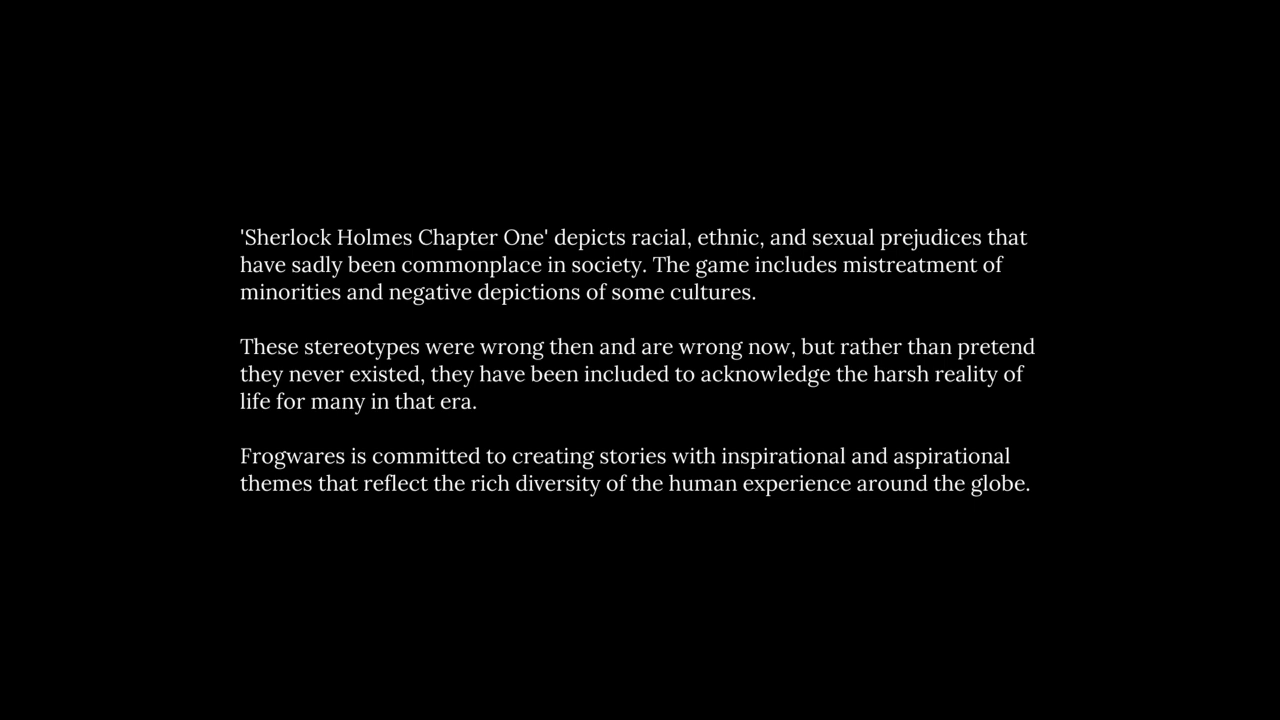 'Sherlock Holmes Chapter One' depicts racial, ethnic, and sexual prejudices that
have sadly been commonplace in society. The game includes mistreatment of
minorities and negative depictions of some cultures.
These stereotypes were wrong then and are wrong now, but rather than pretend
they never existed, they have been included to acknowledge the harsh reality of
life for many in that era.
Frogwares is committed to creating stories with inspirational and aspirational
themes that reflect the rich diversity of the human experience around the globe.